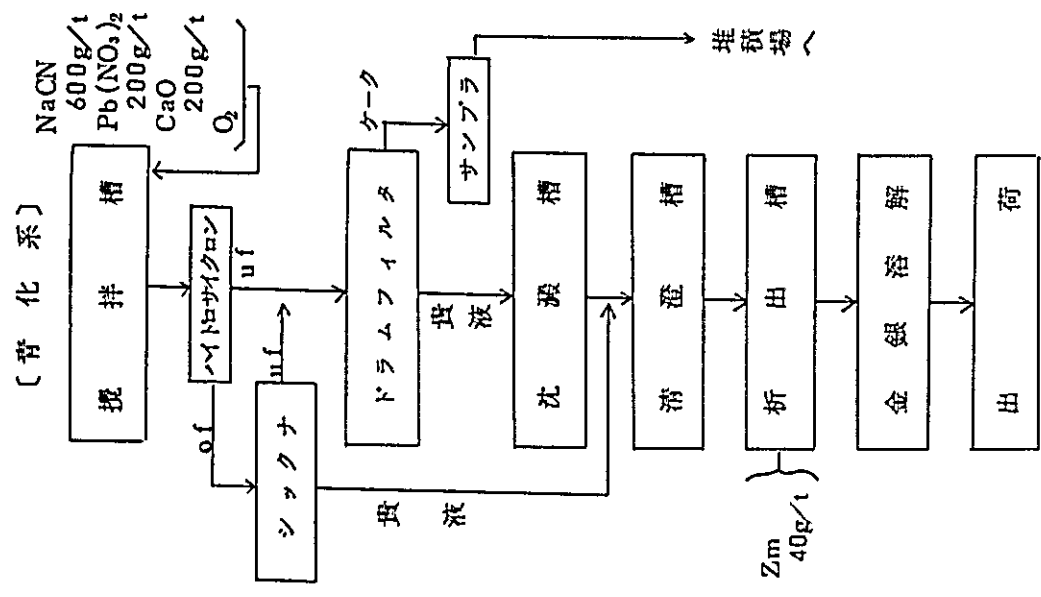 〔青化系〕
NaCN
600g/t
Pb(NO₃)₂
200g/t
CaO
200g/t
O₂
攪拌槽
ハイドロサイクロン
of
uf
シックナ
uf
ドラムフィルタ
ケーク
サンプラ
堆積場へ
貴液
貴液
沈澱槽
清澄槽
析出槽
Zm
40g/t
金銀溶解
出荷